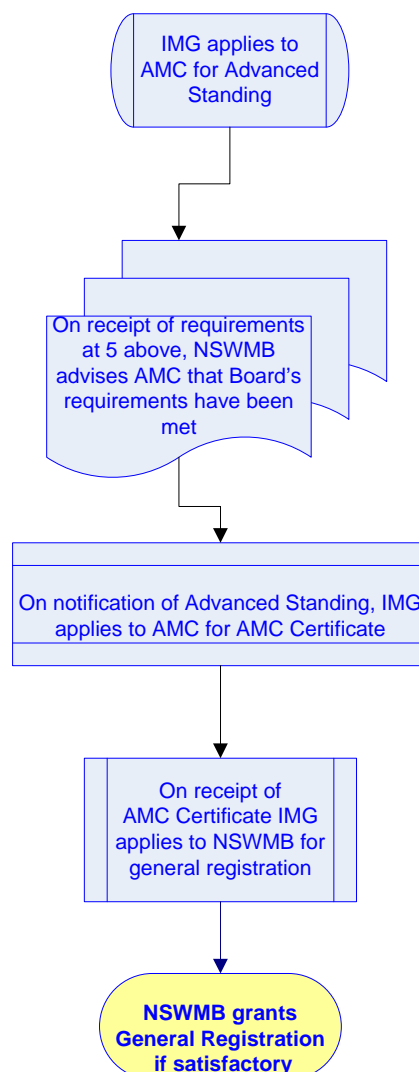 IMG applies to
AMC for Advanced
Standing
On receipt of requirements
at 5 above, NSWMB
advises AMC that Board's
requirements have been
met
On notification of Advanced Standing, IMG
applies to AMC for AMC Certificate
On receipt of
AMC Certificate IMG
applies to NSWMB for
general registration
NSWMB grants
General Registration
if satisfactory